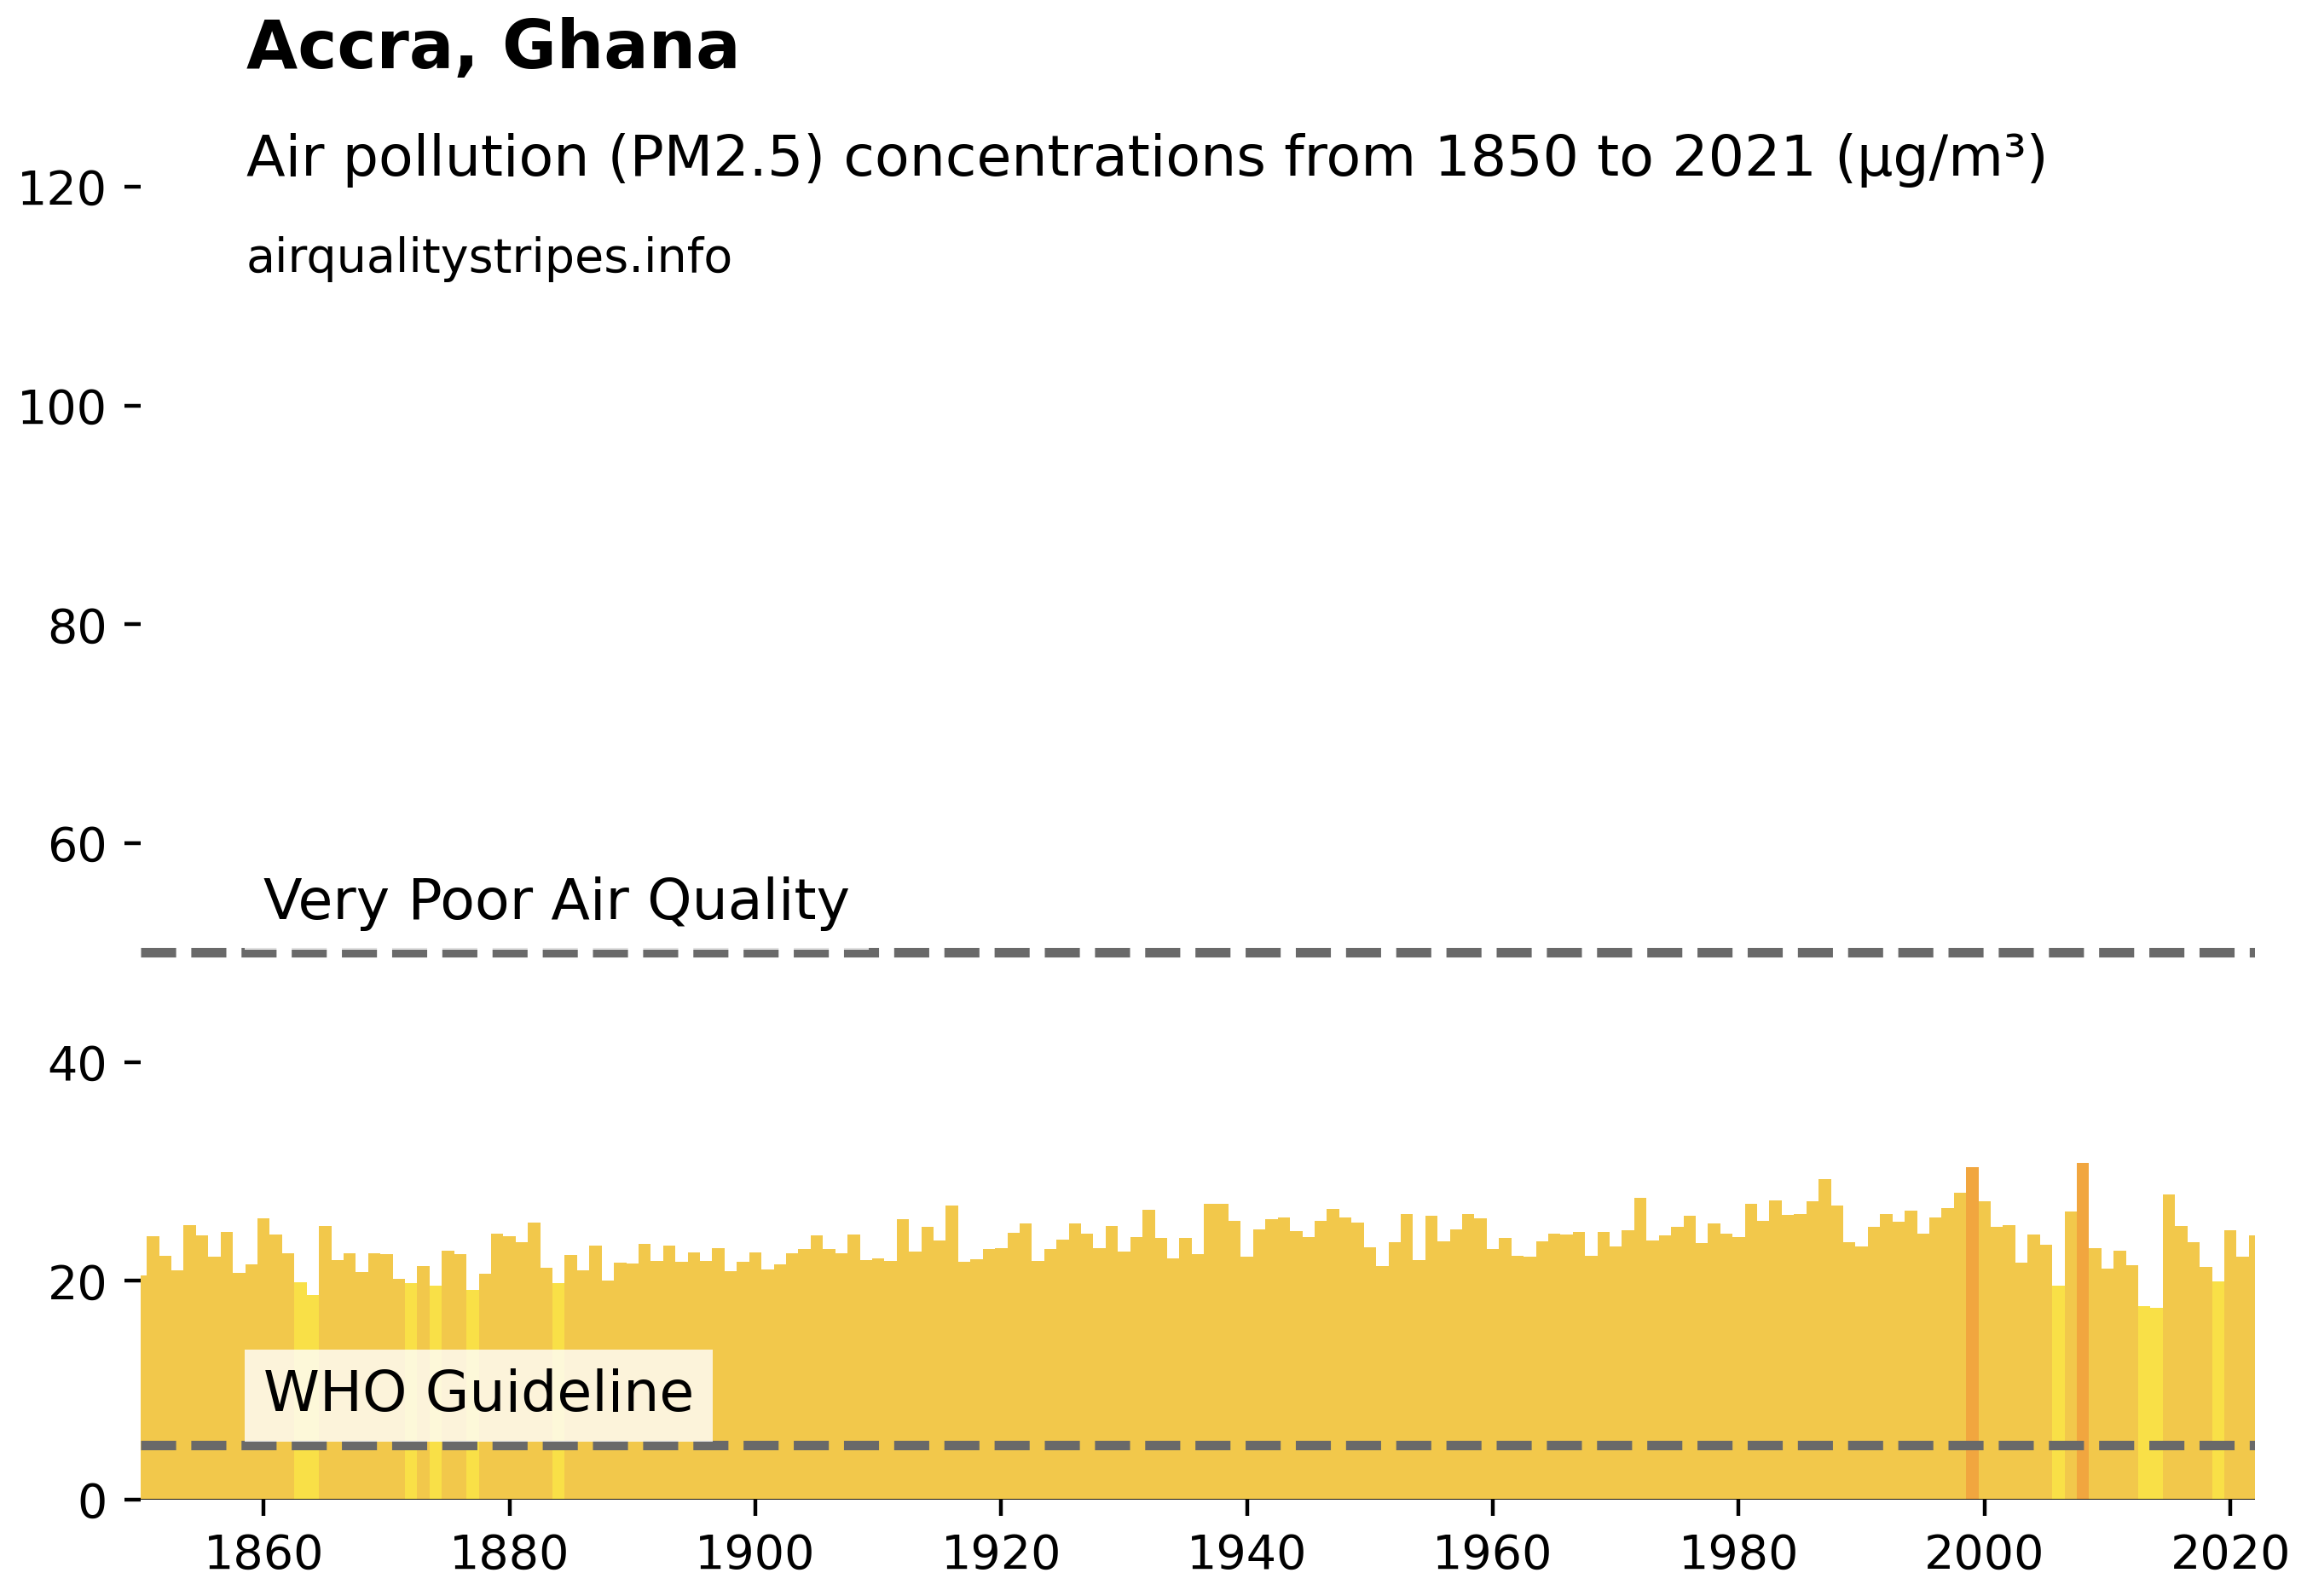 Accra, Ghana
Air pollution (PM2.5) concentrations from 1850 to 2021 (µg/m³)
airqualitystripes.info
120
100
80
60
Very Poor Air Quality
40
20
WHO Guideline
0
1860 1880 1900 1920 1940 1960 1980 2000 2020